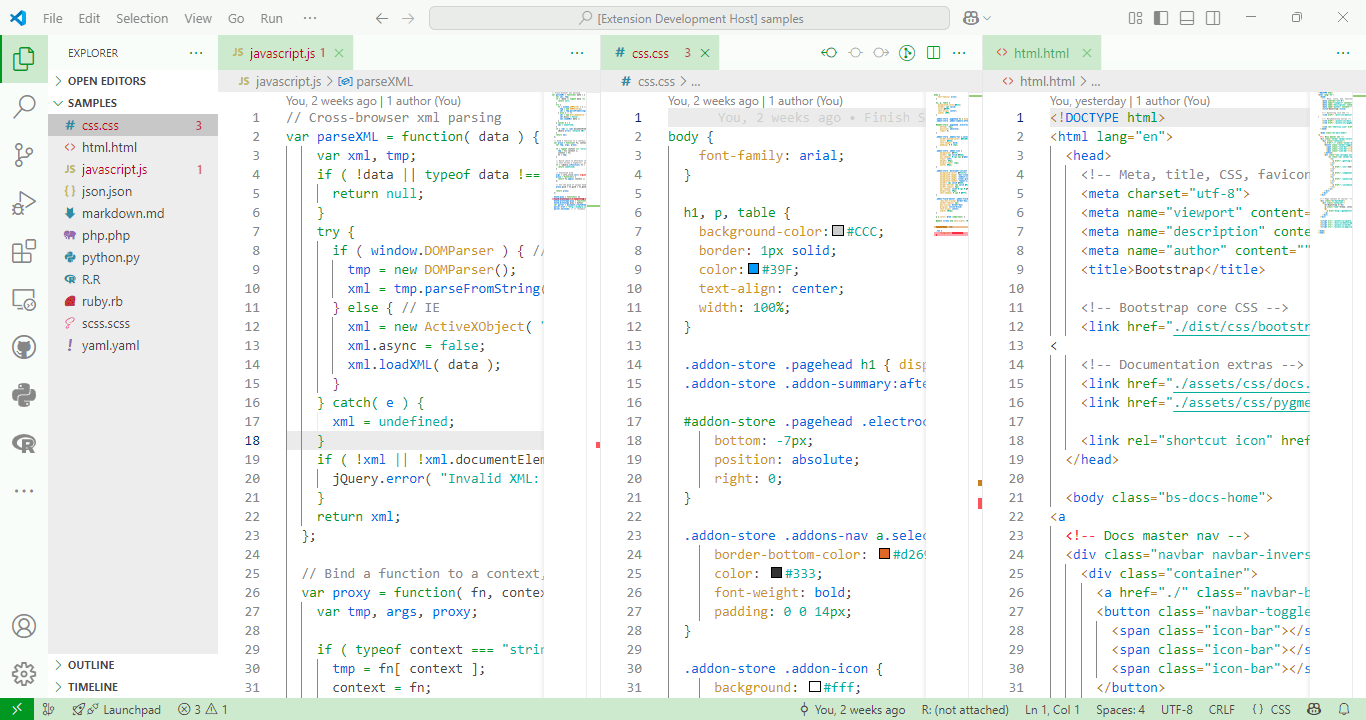 File Edit Selection View Go Run ··· [Extension Development Host] samples
EXPLORER ···
OPEN EDITORS
SAMPLES
# css.css 3
<> html.html
JS javascript.js 1
{} json.json
markdown.md
php.php
python.py
R.R
ruby.rb
scss.scss
! yaml.yaml
OUTLINE
TIMELINE
JS javascript.js 1 ···
JS javascript.js > parseXML
You, 2 weeks ago | 1 author (You)
1 // Cross-browser xml parsing
2 var parseXML = function( data ) {
3 var xml, tmp;
4 if ( !data || typeof data !==
5 return null;
6 }
7 try {
8 if ( window.DOMParser ) { //
9 tmp = new DOMParser();
10 xml = tmp.parseFromString(
11 } else { // IE
12 xml = new ActiveXObject( "
13 xml.async = false;
14 xml.loadXML( data );
15 }
16 } catch( e ) {
17 xml = undefined;
18 }
19 if ( !xml || !xml.documentElem
20 jQuery.error( "Invalid XML:
21 }
22 return xml;
23 };
24
25 // Bind a function to a context,
26 var proxy = function( fn, contex
27 var tmp, args, proxy;
28
29 if ( typeof context === "strin
30 tmp = fn[ context ];
31 context = fn;
# css.css 3 ···
# css.css > ...
You, 2 weeks ago | 1 author (You)
1 You, 2 weeks ago • Finish S
2 body {
3 font-family: arial;
4 }
5
6 h1, p, table {
7 background-color: #CCC;
8 border: 1px solid;
9 color: #39F;
10 text-align: center;
11 width: 100%;
12 }
13
14 .addon-store .pagehead h1 { disp
15 .addon-store .addon-summary:afte
16
17 #addon-store .pagehead .electroc
18 bottom: -7px;
19 position: absolute;
20 right: 0;
21 }
22
23 .addon-store .addons-nav a.selec
24 border-bottom-color: #d269
25 color: #333;
26 font-weight: bold;
27 padding: 0 0 14px;
28 }
29
30 .addon-store .addon-icon {
31 background: #fff;
<> html.html ···
<> html.html > ...
You, yesterday | 1 author (You)
1 <!DOCTYPE html>
2 <html lang="en">
3 <head>
4 <!-- Meta, title, CSS, favicon
5 <meta charset="utf-8">
6 <meta name="viewport" content=
7 <meta name="description" conte
8 <meta name="author" content=""
9 <title>Bootstrap</title>
10
11 <!-- Bootstrap core CSS -->
12 <link href="./dist/css/bootstr
13 <
14 <!-- Documentation extras -->
15 <link href="./assets/css/docs.
16 <link href="./assets/css/pygme
17
18 <link rel="shortcut icon" href
19 </head>
20
21 <body class="bs-docs-home">
22 <a
23 <!-- Docs master nav -->
24 <div class="navbar navbar-invers
25 <div class="container">
26 <a href="./" class="navbar-b
27 <button class="navbar-toggle
28 <span class="icon-bar"></s
29 <span class="icon-bar"></s
30 <span class="icon-bar"></s
31 </button>
Launchpad 3 1 You, 2 weeks ago R: (not attached) Ln 1, Col 1 Spaces: 4 UTF-8 CRLF {} CSS